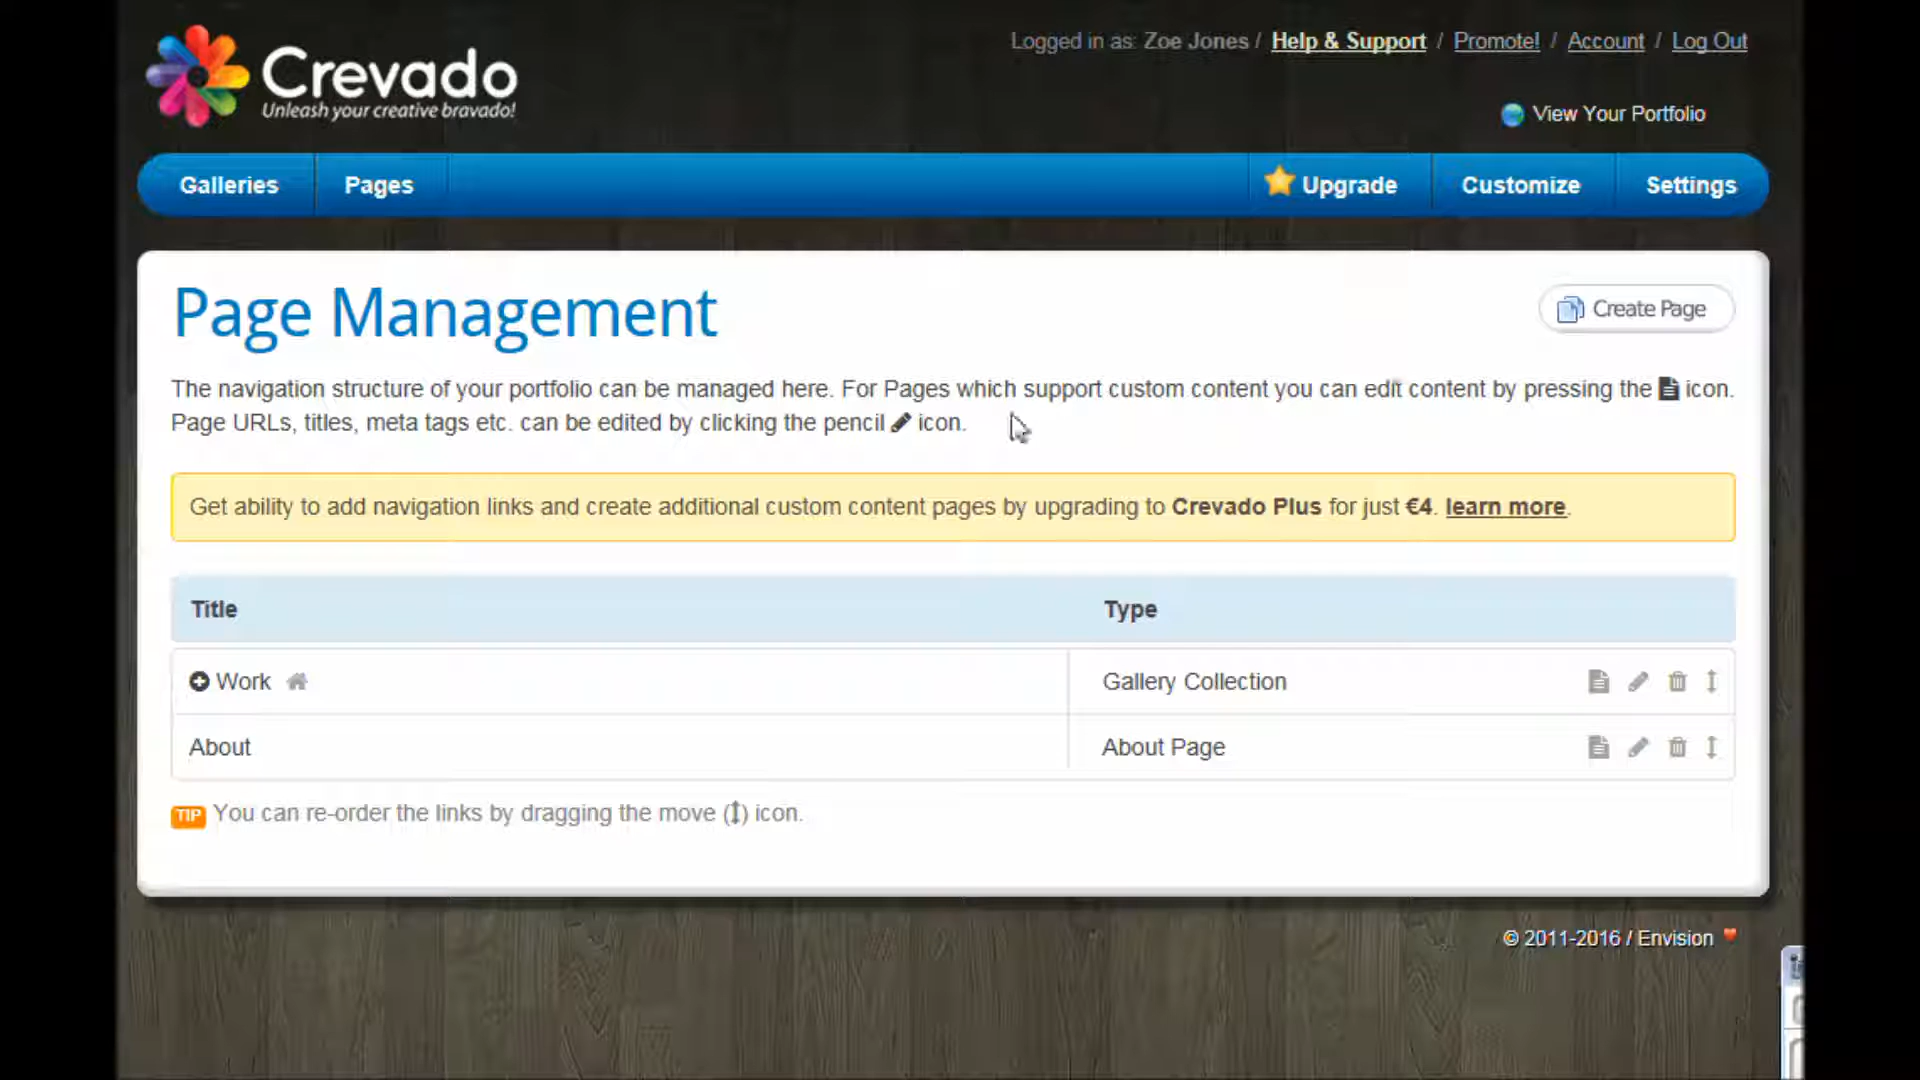 Crevado
Unleash your creative bravado!
Logged in as: Zoe Jones / Help & Support / Promote! / Account / Log Out
View Your Portfolio
Galleries Pages Upgrade Customize Settings
Page Management
Create Page
The navigation structure of your portfolio can be managed here. For Pages which support custom content you can edit content by pressing the icon.
Page URLs, titles, meta tags etc. can be edited by clicking the pencil icon.
Get ability to add navigation links and create additional custom content pages by upgrading to Crevado Plus for just €4. learn more.
Title Type
Work Gallery Collection
About About Page
TIP You can re-order the links by dragging the move (↕) icon.
© 2011-2016 / Envision